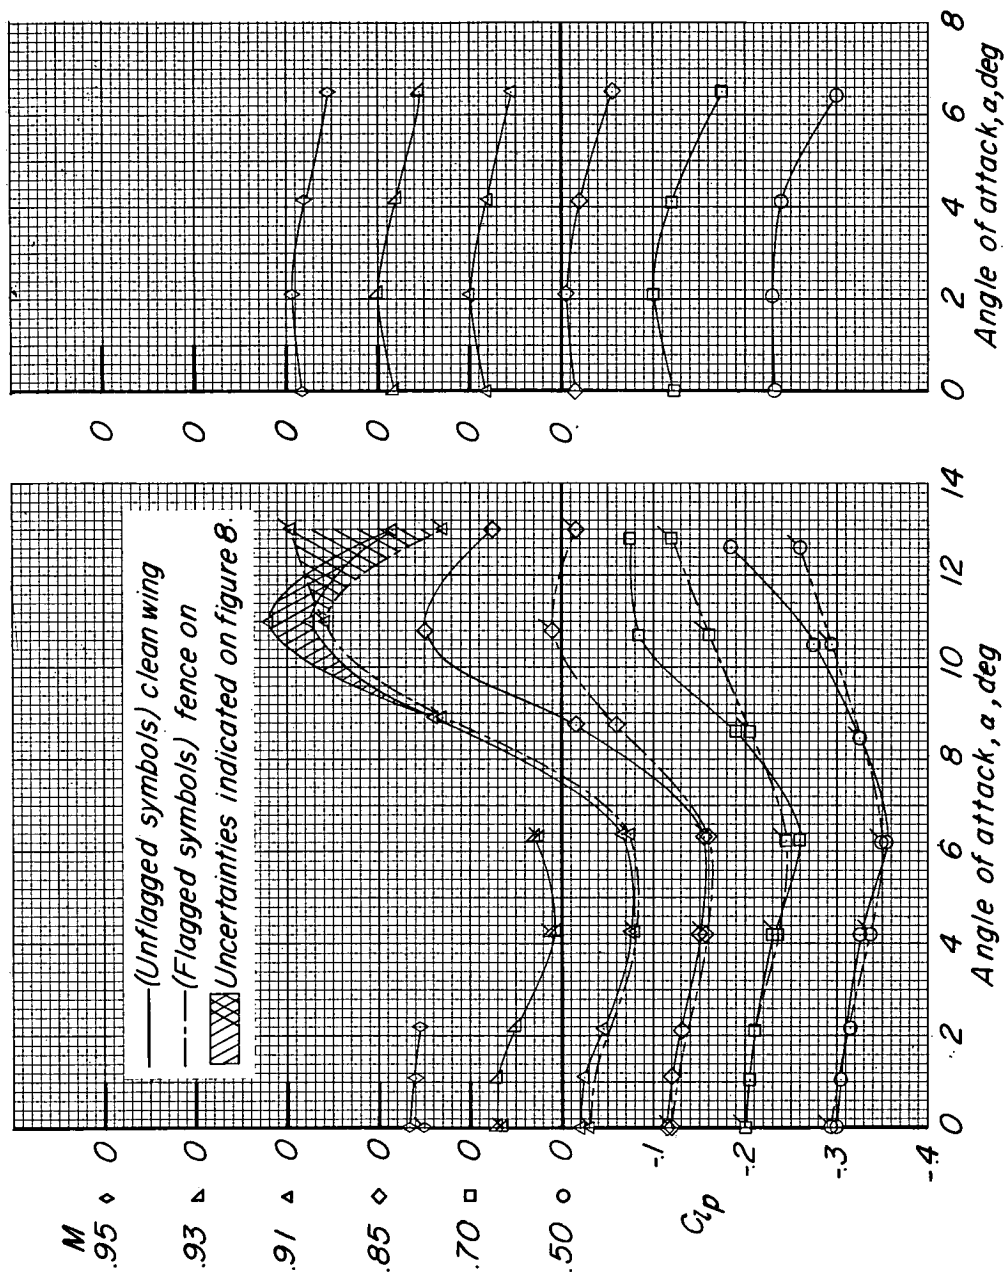 M
.95 ◇ 0 0
.93 ▷ 0 0
.91 △ 0 0
.85 ◇ 0 0
.70 □ 0 0
.50 ○ 0 0
-.1
-.2
-.3
-.4
Clp
(Unflagged symbols) clean wing
(Flagged symbols) fence on
Uncertainties indicated on figure 8.
0 2 4 6 8 10 12 14
Angle of attack, α, deg
0 2 4 6 8
Angle of attack, α, deg